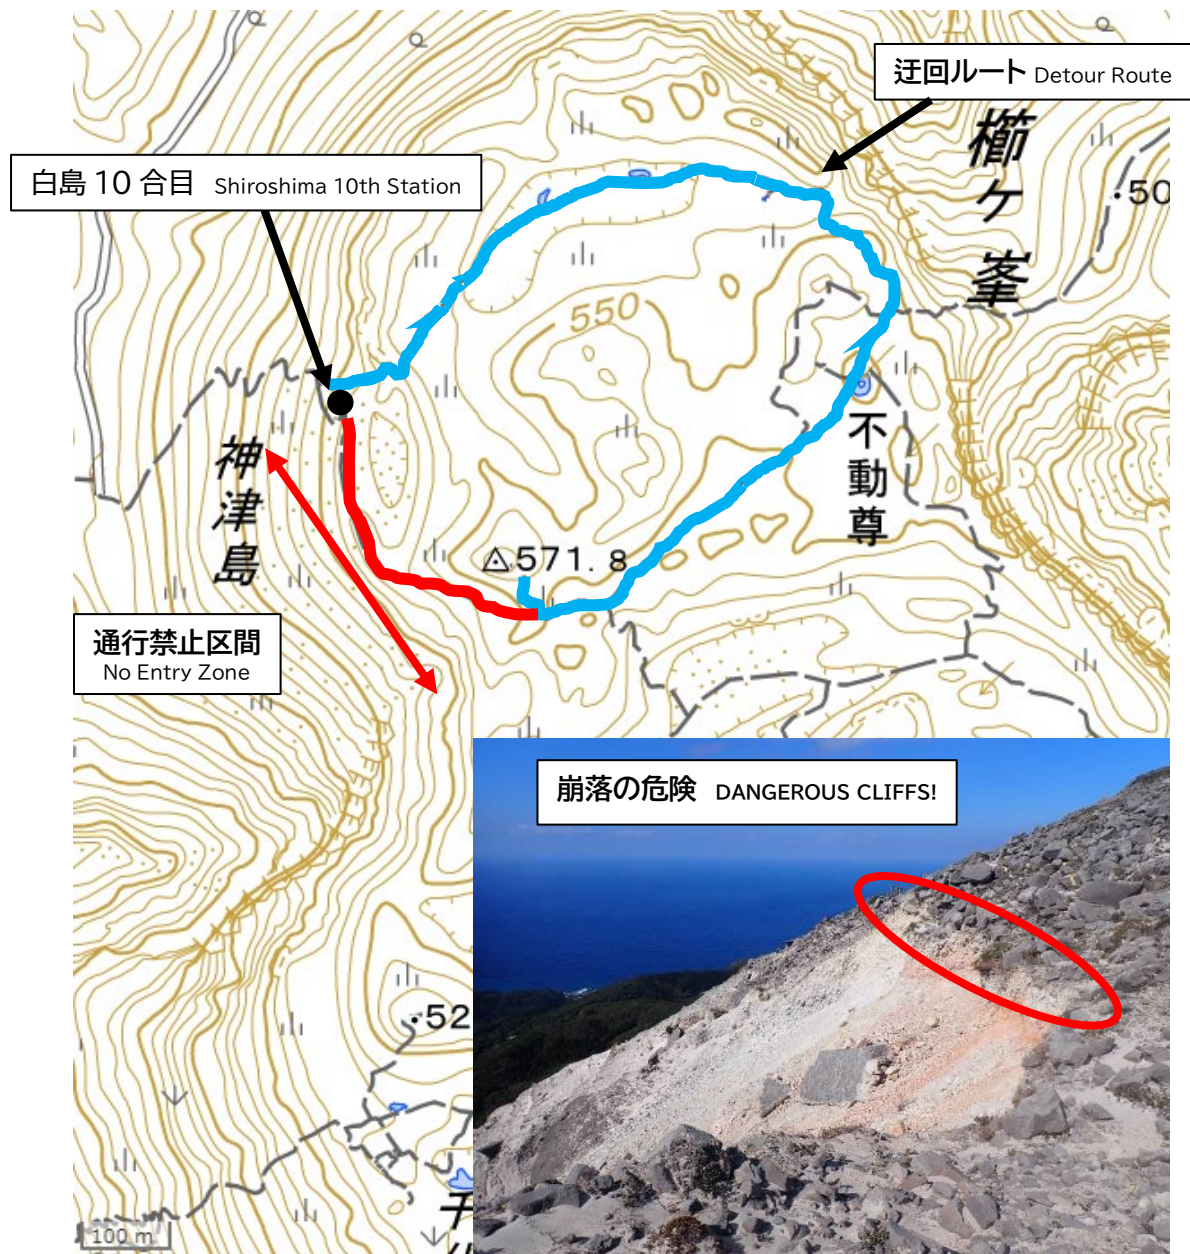 迂回ルート Detour Route
櫛ヶ峯
・50
白島 10 合目 Shiroshima 10th Station
550
神津島
不動尊
571.8
通行禁止区間
No Entry Zone
崩落の危険 DANGEROUS CLIFFS!
・52
千
100 m